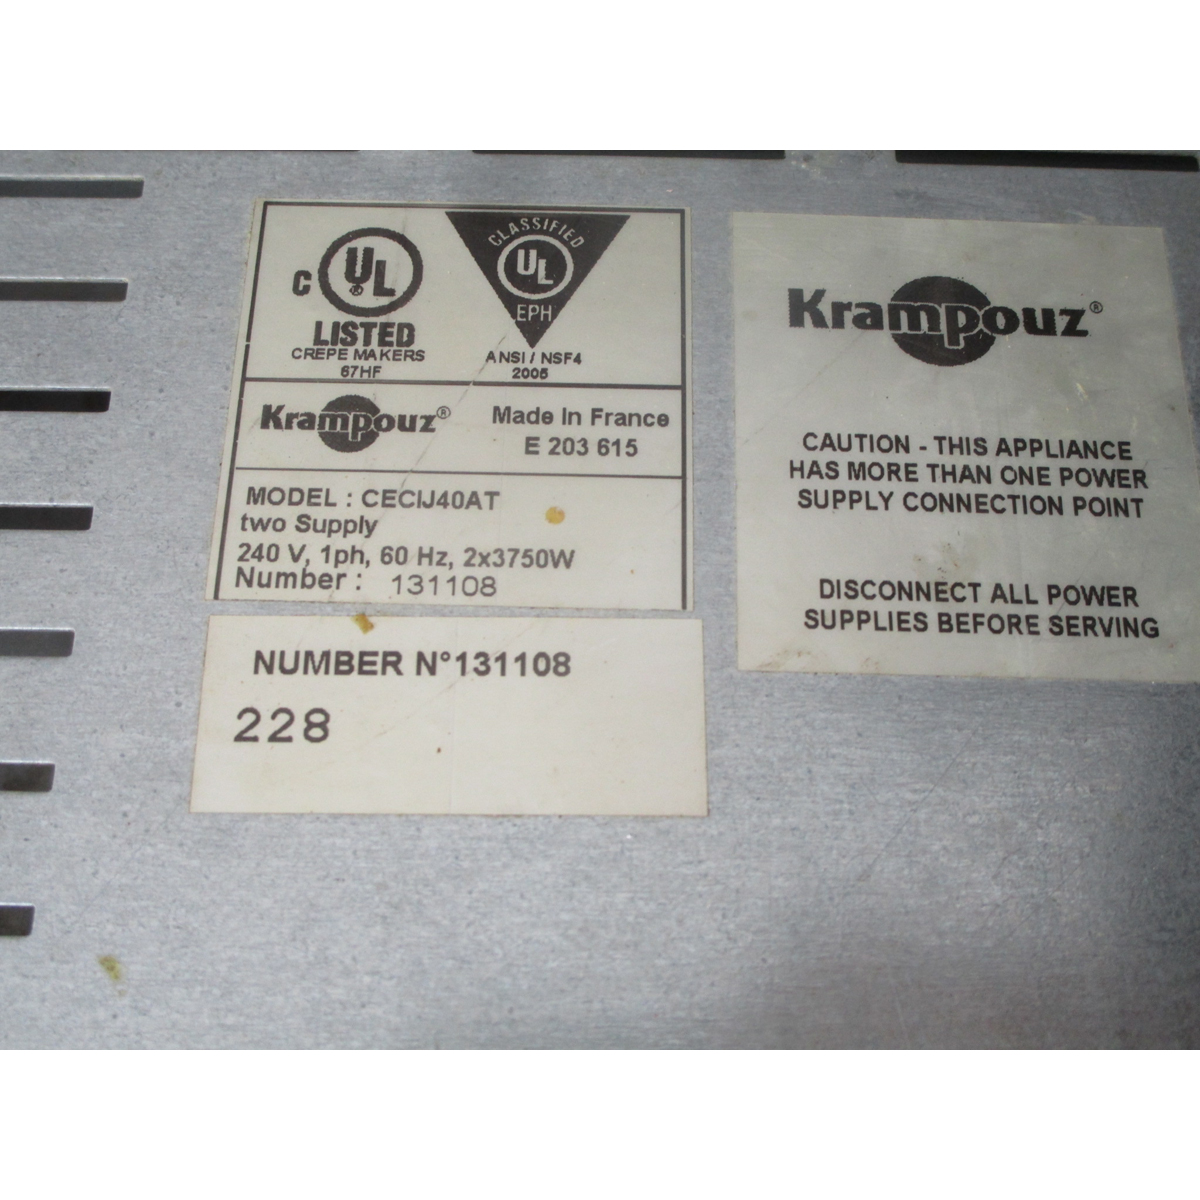 C UL ® LISTED
CREPE MAKERS
67HF
CLASSIFIED
UL
EPH
ANSI / NSF4
2005
Krampouz®
Made In France
E 203 615
MODEL : CECIJ40AT
two Supply
240 V, 1ph, 60 Hz, 2x3750W
Number : 131108
NUMBER N°131108
228
Krampouz®
CAUTION - THIS APPLIANCE
HAS MORE THAN ONE POWER
SUPPLY CONNECTION POINT
DISCONNECT ALL POWER
SUPPLIES BEFORE SERVING